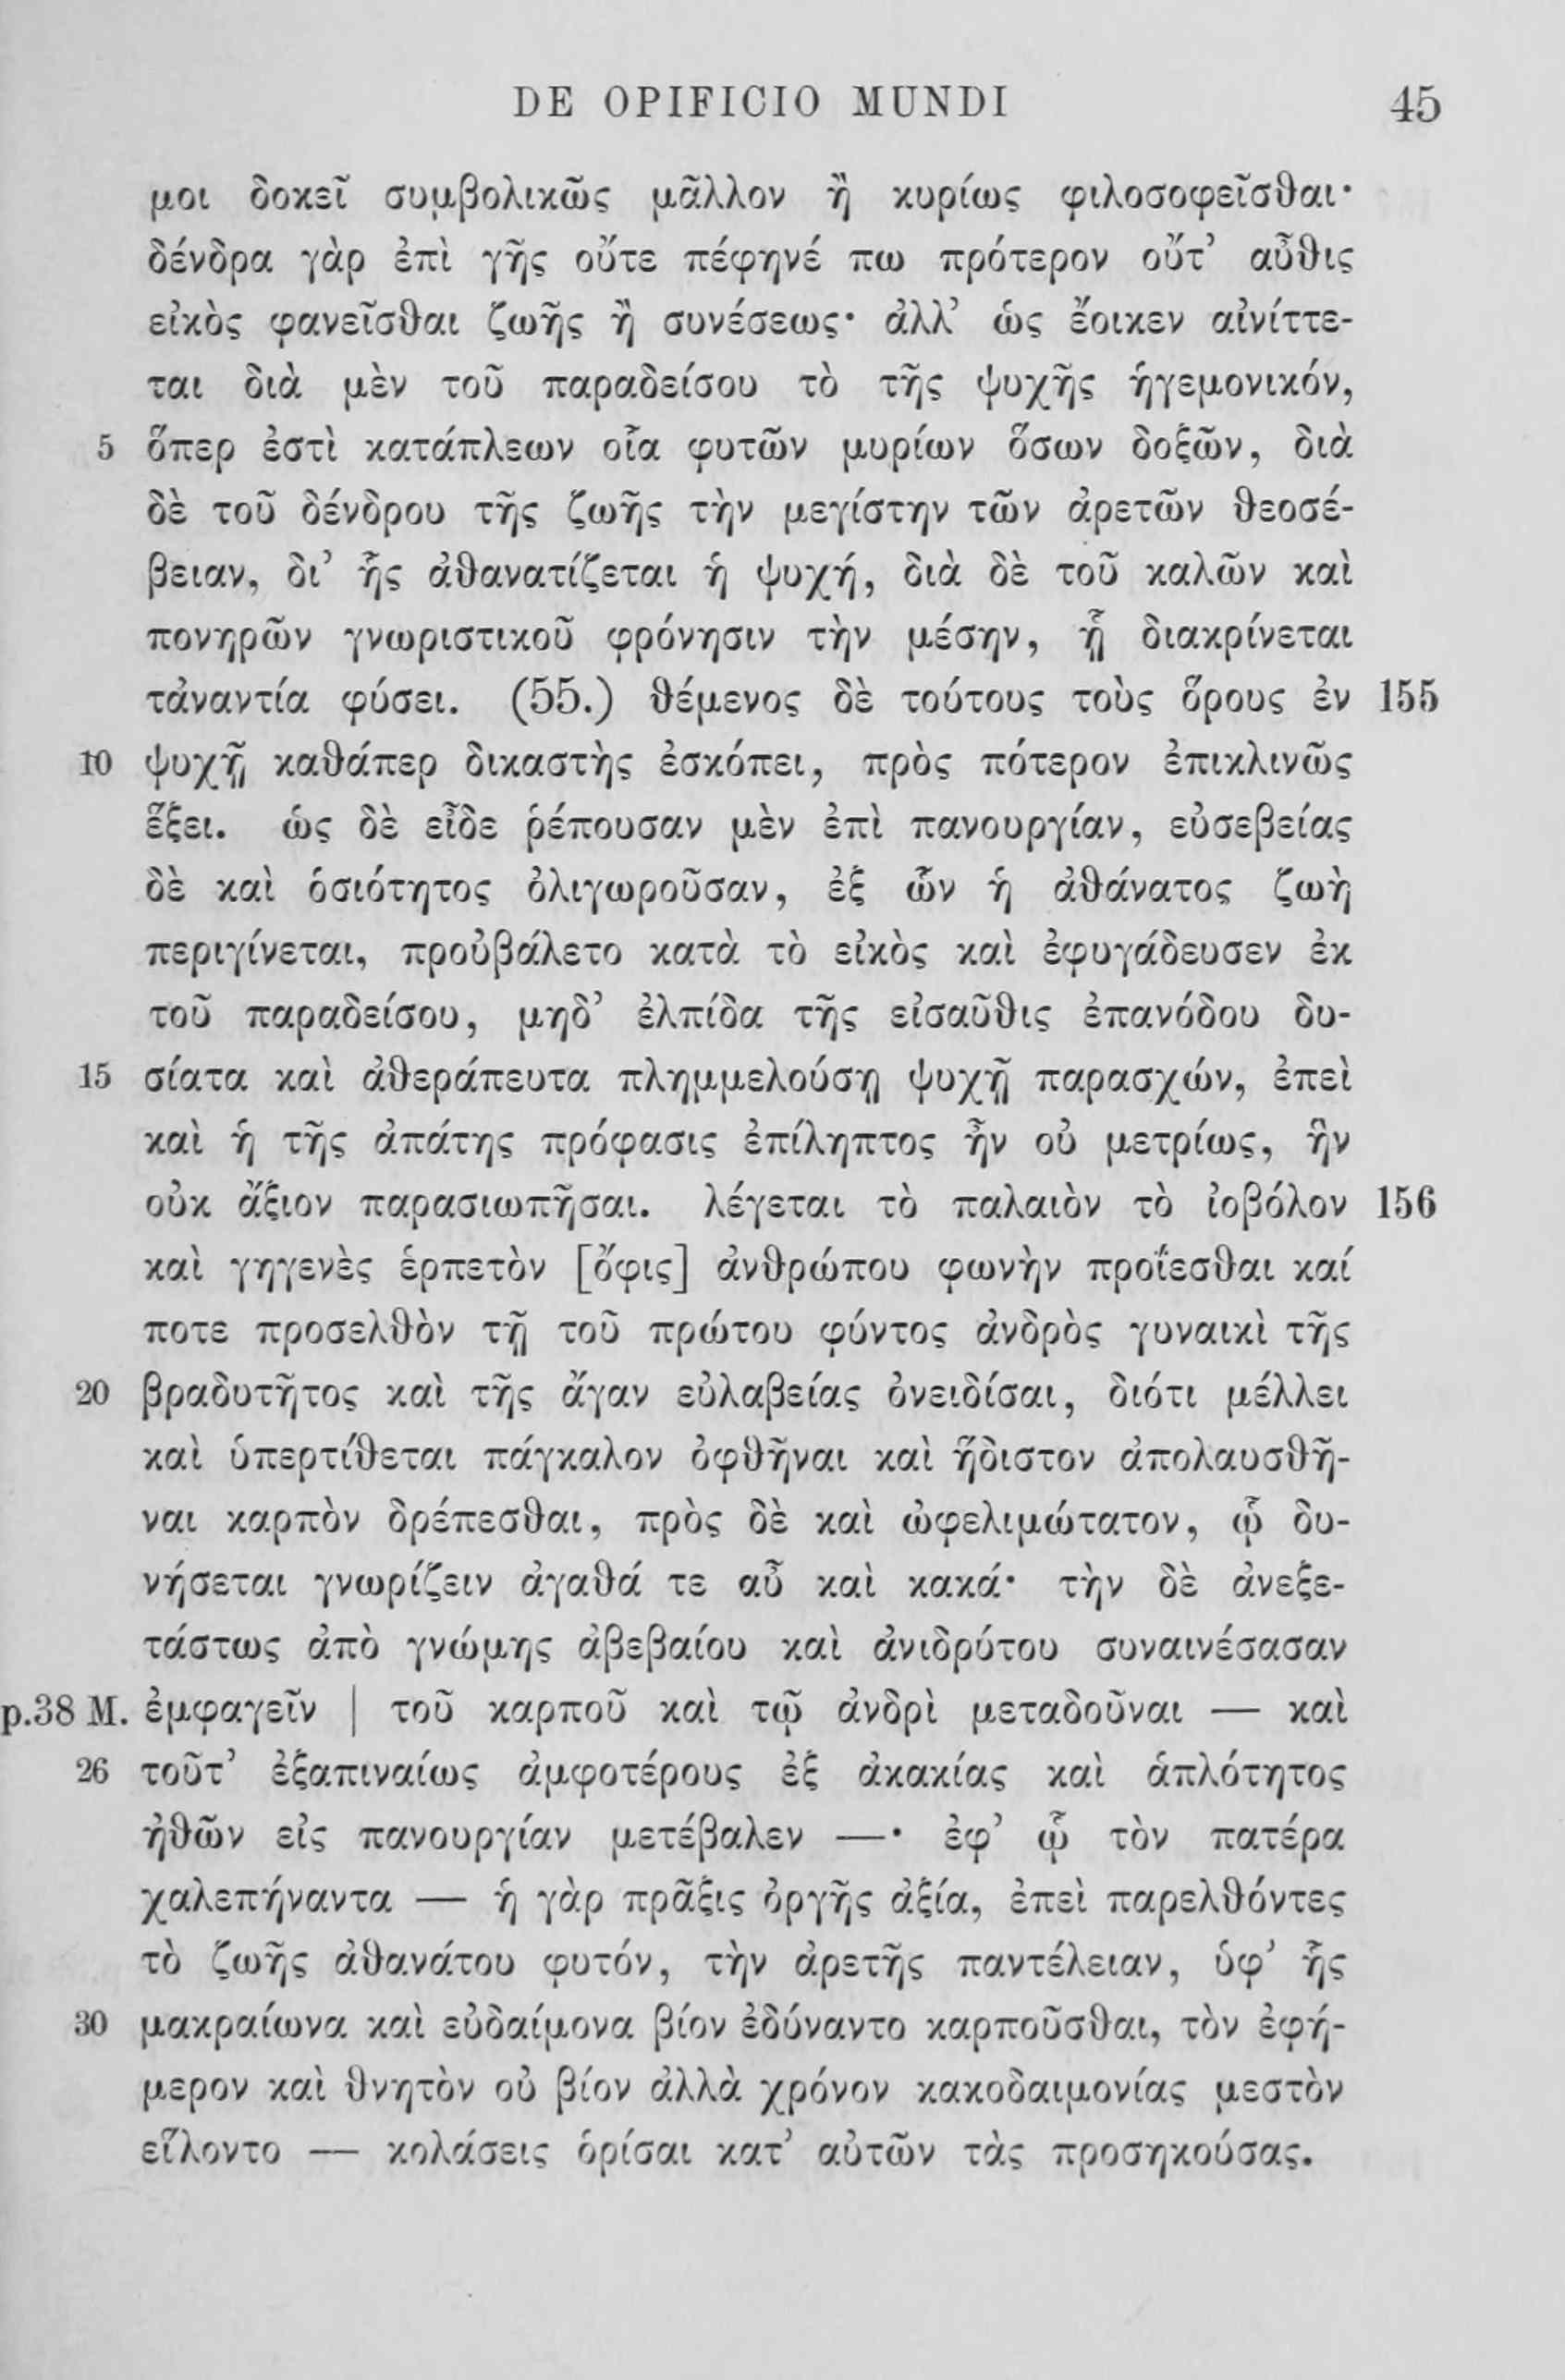 DE OPIFICIO MUNDI 45
μοι δοκεῖ συμβολικῶς μᾶλλον ἢ κυρίως φιλοσοφεῖσθαι·
δένδρα γὰρ ἐπὶ γῆς οὔτε πέφηνέ πω πρότερον οὔτ’ αὖθις
εἰκὸς φανεῖσθαι ζωῆς ἢ συνέσεως· ἀλλ’ ὡς ἔοικεν αἰνίττε-
ται διὰ μὲν τοῦ παραδείσου τὸ τῆς ψυχῆς ἡγεμονικόν,
5 ὅπερ ἐστὶ κατάπλεων οἷα φυτῶν μυρίων ὅσων δοξῶν, διὰ
δὲ τοῦ δένδρου τῆς ζωῆς τὴν μεγίστην τῶν ἀρετῶν θεοσέ-
βειαν, δι’ ἧς ἀθανατίζεται ἡ ψυχή, διὰ δὲ τοῦ καλῶν καὶ
πονηρῶν γνωριστικοῦ φρόνησιν τὴν μέσην, ᾗ διακρίνεται
τἀναντία φύσει. (55.) θέμενος δὲ τούτους τοὺς ὅρους ἐν 155
10 ψυχῇ καθάπερ δικαστὴς ἐσκόπει, πρὸς πότερον ἐπικλινῶς
ἕξει. ὡς δὲ εἶδε ῥέπουσαν μὲν ἐπὶ πανουργίαν, εὐσεβείας
δὲ καὶ ὁσιότητος ὀλιγωροῦσαν, ἐξ ὧν ἡ ἀθάνατος ζωὴ
περιγίνεται, προὐβάλετο κατὰ τὸ εἰκὸς καὶ ἐφυγάδευσεν ἐκ
τοῦ παραδείσου, μηδ’ ἐλπίδα τῆς εἰσαῦθις ἐπανόδου δυ-
15 σίατα καὶ ἀθεράπευτα πλημμελούσῃ ψυχῇ παρασχών, ἐπεὶ
καὶ ἡ τῆς ἀπάτης πρόφασις ἐπίληπτος ἦν οὐ μετρίως, ἣν
οὐκ ἄξιον παρασιωπῆσαι. λέγεται τὸ παλαιὸν τὸ ἰοβόλον 156
καὶ γηγενὲς ἑρπετὸν [ὄφις] ἀνθρώπου φωνὴν προΐεσθαι καί
ποτε προσελθὸν τῇ τοῦ πρώτου φύντος ἀνδρὸς γυναικὶ τῆς
20 βραδυτῆτος καὶ τῆς ἄγαν εὐλαβείας ὀνειδίσαι, διότι μέλλει
καὶ ὑπερτίθεται πάγκαλον ὀφθῆναι καὶ ἥδιστον ἀπολαυσθῆ-
ναι καρπὸν δρέπεσθαι, πρὸς δὲ καὶ ὠφελιμώτατον, ᾧ δυ-
νήσεται γνωρίζειν ἀγαθά τε αὖ καὶ κακά· τὴν δὲ ἀνεξε-
τάστως ἀπὸ γνώμης ἀβεβαίου καὶ ἀνιδρύτου συναινέσασαν
p.38 M. ἐμφαγεῖν | τοῦ καρποῦ καὶ τῷ ἀνδρὶ μεταδοῦναι — καὶ
26 τοῦτ’ ἐξαπιναίως ἀμφοτέρους ἐξ ἀκακίας καὶ ἁπλότητος
ἠθῶν εἰς πανουργίαν μετέβαλεν —· ἐφ’ ᾧ τὸν πατέρα
χαλεπήναντα — ἡ γὰρ πρᾶξις ὀργῆς ἀξία, ἐπεὶ παρελθόντες
τὸ ζωῆς ἀθανάτου φυτόν, τὴν ἀρετῆς παντέλειαν, ὑφ’ ἧς
30 μακραίωνα καὶ εὐδαίμονα βίον ἐδύναντο καρποῦσθαι, τὸν ἐφή-
μερον καὶ θνητὸν οὐ βίον ἀλλὰ χρόνον κακοδαιμονίας μεστὸν
εἵλοντο — κολάσεις ὁρίσαι κατ’ αὐτῶν τὰς προσηκούσας.